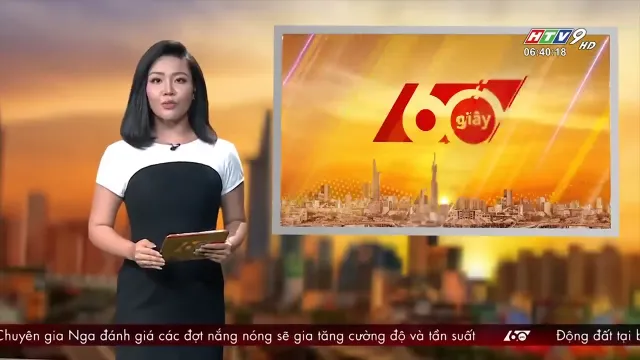 HTV9 HD
06:40:18
60 giây
Chuyên gia Nga đánh giá các đợt nắng nóng sẽ gia tăng cường độ và tần suất 60 Động đất tại